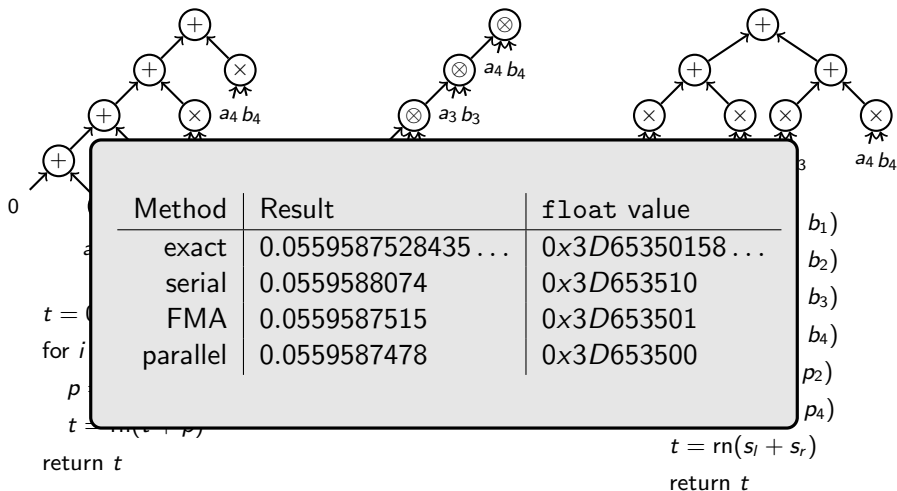 + ⊗ +
+ × ⊗ a₄ b₄ + +
+ × a₄ b₄ ⊗ a₃ b₃ × × × ×
+ 3 a₄ b₄
0
Method Result float value
exact 0.0559587528435 ... 0x3D65350158 ...
serial 0.0559588074 0x3D653510
FMA 0.0559587515 0x3D653501
parallel 0.0559587478 0x3D653500
a
t =
for i
p
t =
return t
b₁)
b₂)
b₃)
b₄)
p₂)
p₄)
t = rn(sₗ + sᵣ)
return t